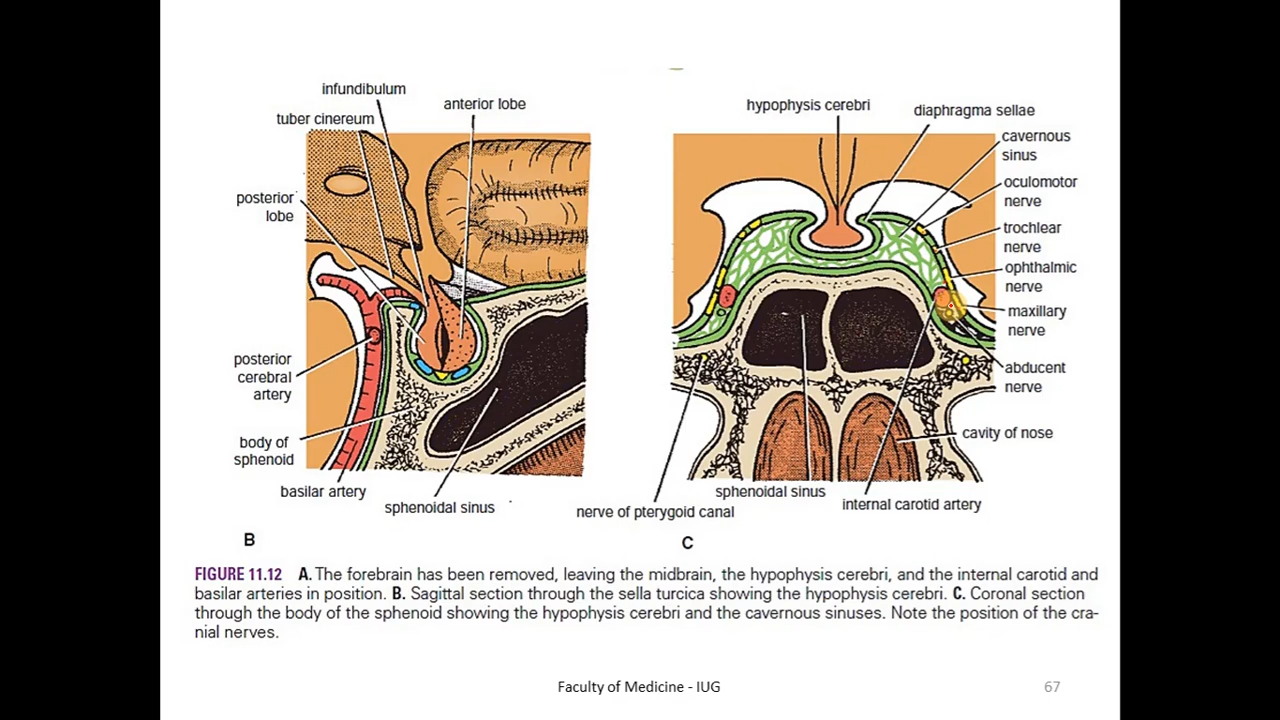 infundibulum
anterior lobe
tuber cinereum
posterior
lobe
posterior
cerebral
artery
body of
sphenoid
basilar artery
sphenoidal sinus
B
hypophysis cerebri
diaphragma sellae
cavernous
sinus
oculomotor
nerve
trochlear
nerve
ophthalmic
nerve
maxillary
nerve
abducent
nerve
cavity of nose
sphenoidal sinus
internal carotid artery
nerve of pterygoid canal
C
FIGURE 11.12 A. The forebrain has been removed, leaving the midbrain, the hypophysis cerebri, and the internal carotid and
basilar arteries in position. B. Sagittal section through the sella turcica showing the hypophysis cerebri. C. Coronal section
through the body of the sphenoid showing the hypophysis cerebri and the cavernous sinuses. Note the position of the cra-
nial nerves.
Faculty of Medicine - IUG
67